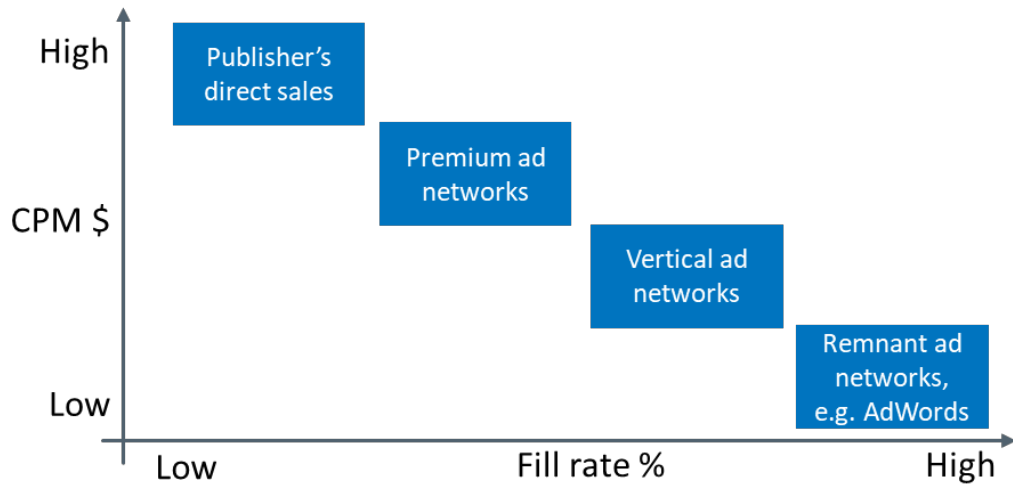 High
Publisher’s
direct sales
Premium ad
networks
CPM $
Vertical ad
networks
Remnant ad
networks,
e.g. AdWords
Low
Low
Fill rate %
High